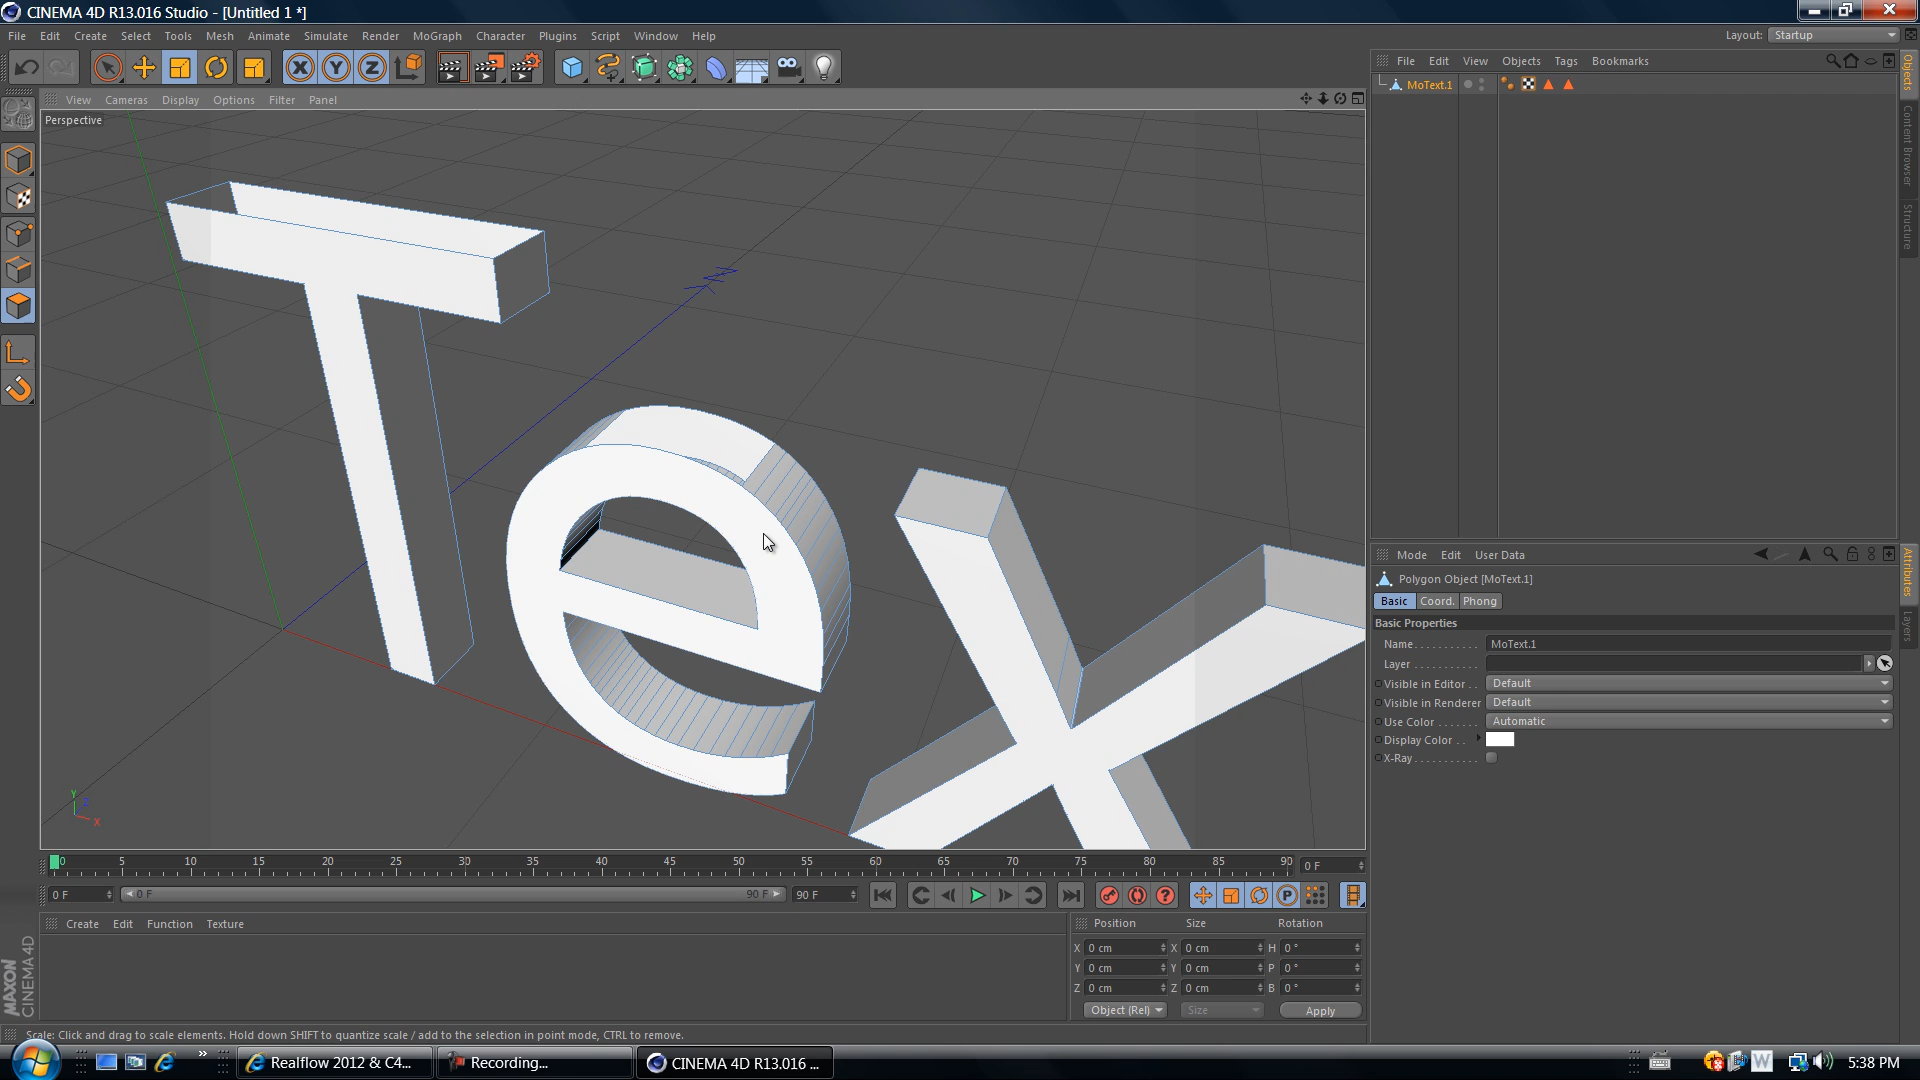 CINEMA 4D R13.016 Studio - [Untitled 1 *]
File Edit Create Select Tools Mesh Animate Simulate Render MoGraph Character Plugins Script Window Help
Layout: Startup
View Cameras Display Options Filter Panel
Perspective
Tex
Y
Z
X
File Edit View Objects Tags Bookmarks
MoText.1
Objects
Content Browser
Structure
Mode Edit User Data
Polygon Object [MoText.1]
Basic Coord. Phong
Basic Properties
Name........... MoText.1
Layer ..........
Visible in Editor . . Default
Visible in Renderer Default
Use Color ....... Automatic
Display Color . .
X-Ray...........
Attributes
Layers
0 5 10 15 20 25 30 35 40 45 50 55 60 65 70 75 80 85 90 0 F
0 F 0 F 90 F 90 F
Create Edit Function Texture
Position Size Rotation
X 0 cm X 0 cm H 0 °
Y 0 cm Y 0 cm P 0 °
Z 0 cm Z 0 cm B 0 °
Object (Rel) Size Apply
MAXON
CINEMA 4D
Scale: Click and drag to scale elements. Hold down SHIFT to quantize scale / add to the selection in point mode, CTRL to remove.
Realflow 2012 & C4... Recording... CINEMA 4D R13.016 ... 5:38 PM